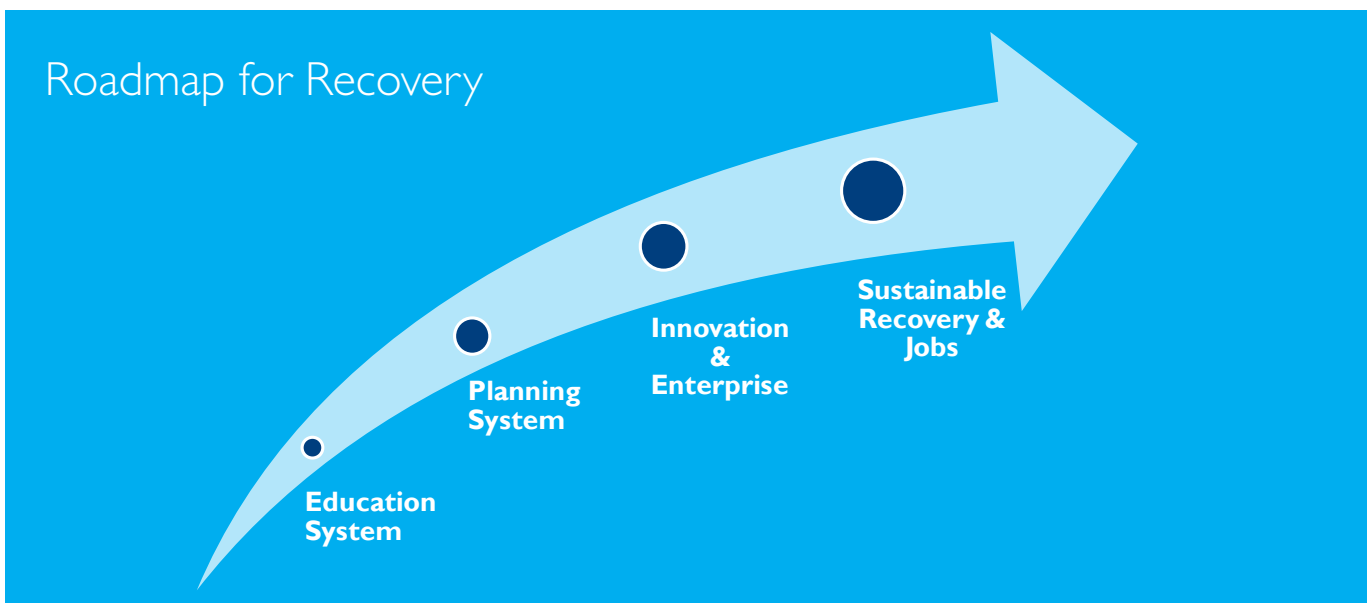 Roadmap for Recovery
Sustainable
Recovery &
Jobs
Innovation
&
Enterprise
Planning
System
Education
System